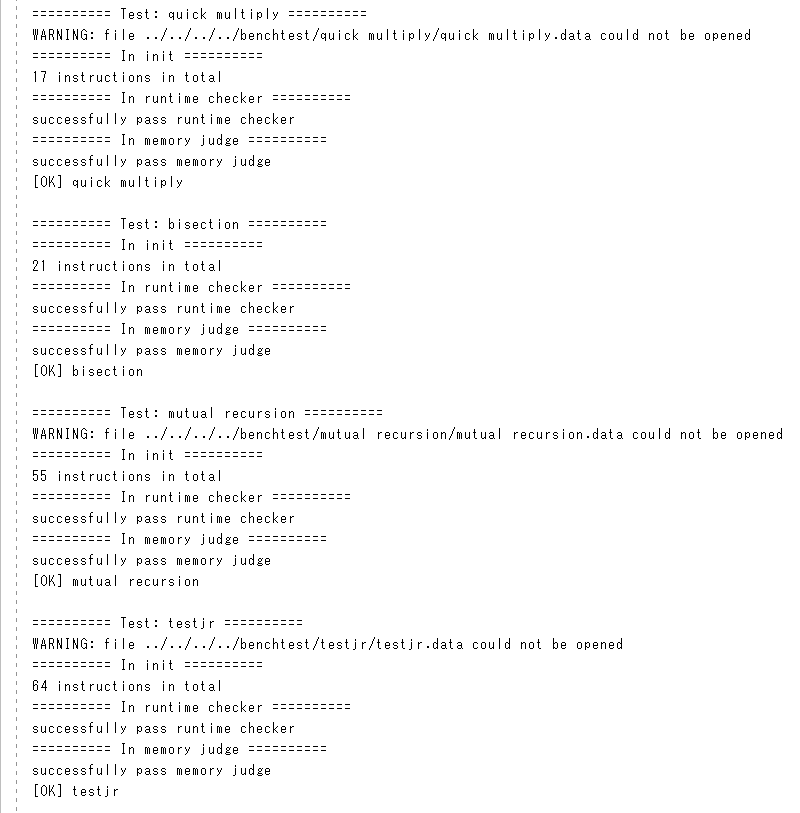 ========== Test: quick multiply ==========
WARNING: file ../../../../benchtest/quick multiply/quick multiply.data could not be opened
========== In init ==========
17 instructions in total
========== In runtime checker ==========
successfully pass runtime checker
========== In memory judge ==========
successfully pass memory judge
[OK] quick multiply

========== Test: bisection ==========
========== In init ==========
21 instructions in total
========== In runtime checker ==========
successfully pass runtime checker
========== In memory judge ==========
successfully pass memory judge
[OK] bisection

========== Test: mutual recursion ==========
WARNING: file ../../../../benchtest/mutual recursion/mutual recursion.data could not be opened
========== In init ==========
55 instructions in total
========== In runtime checker ==========
successfully pass runtime checker
========== In memory judge ==========
successfully pass memory judge
[OK] mutual recursion

========== Test: testjr ==========
WARNING: file ../../../../benchtest/testjr/testjr.data could not be opened
========== In init ==========
64 instructions in total
========== In runtime checker ==========
successfully pass runtime checker
========== In memory judge ==========
successfully pass memory judge
[OK] testjr